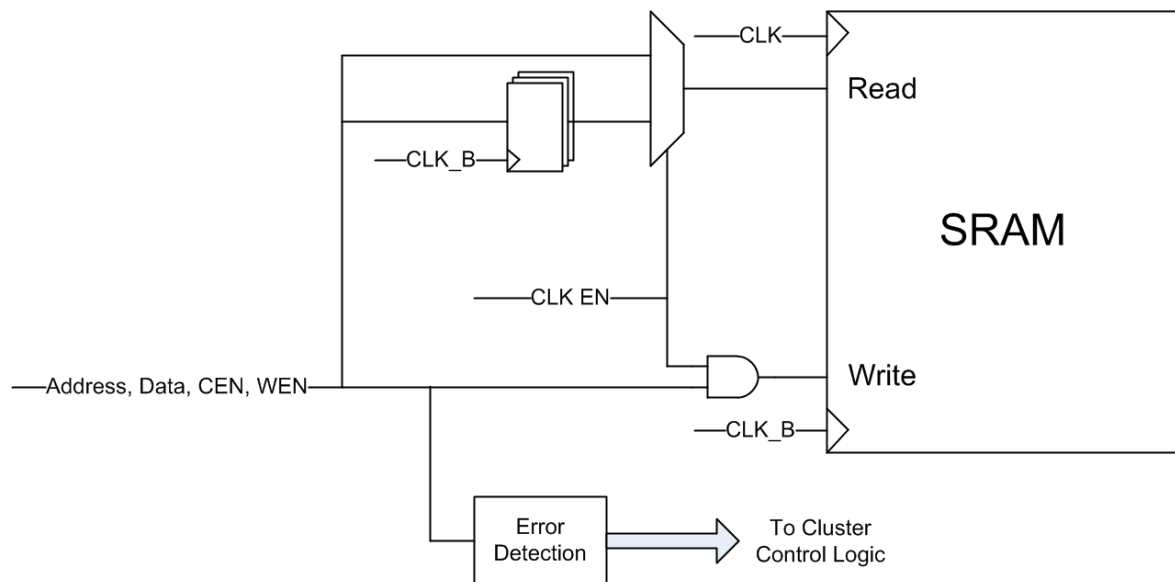 CLK
Read
CLK_B
SRAM
CLK EN
Address, Data, CEN, WEN
Write
CLK_B
Error
Detection
To Cluster
Control Logic